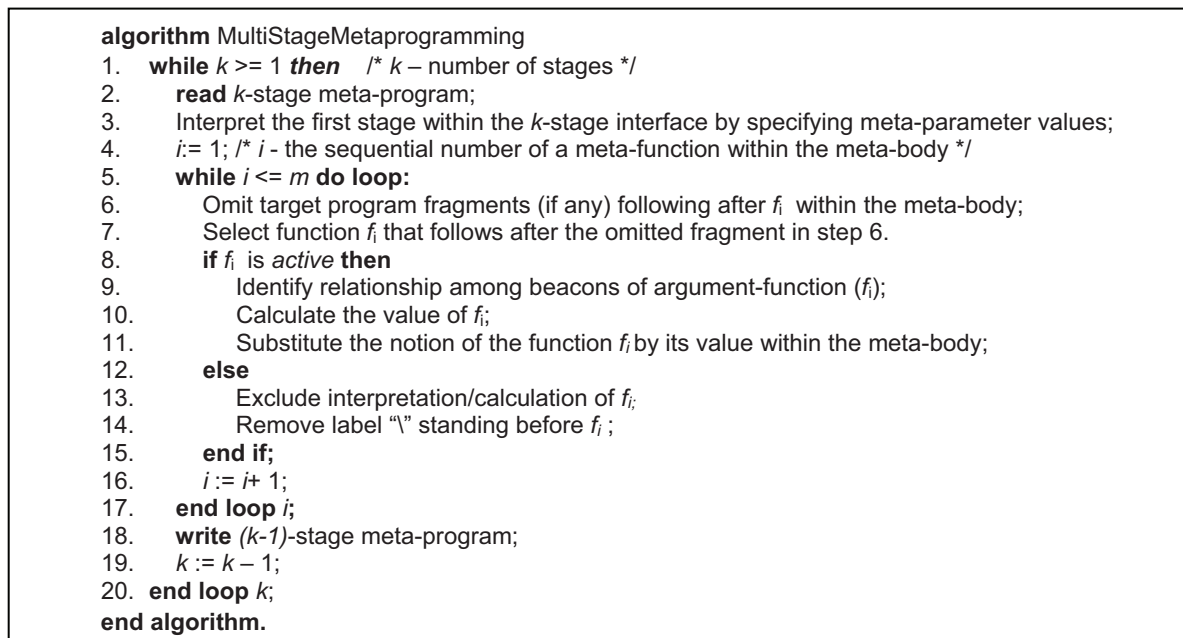 algorithm MultiStageMetaprogramming
1. while k >= 1 then /* k – number of stages */
2. read k-stage meta-program;
3. Interpret the first stage within the k-stage interface by specifying meta-parameter values;
4. i:= 1; /* i - the sequential number of a meta-function within the meta-body */
5. while i <= m do loop:
6. Omit target program fragments (if any) following after fi within the meta-body;
7. Select function fi that follows after the omitted fragment in step 6.
8. if fi is active then
9. Identify relationship among beacons of argument-function (fi);
10. Calculate the value of fi;
11. Substitute the notion of the function fi by its value within the meta-body;
12. else
13. Exclude interpretation/calculation of fi;
14. Remove label “\” standing before fi ;
15. end if;
16. i := i+ 1;
17. end loop i;
18. write (k-1)-stage meta-program;
19. k := k – 1;
20. end loop k;
end algorithm.